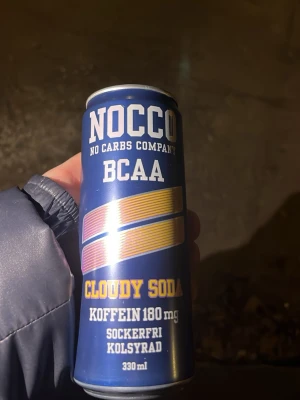 NOCCO
NO CARBS COMPANY
BCAA
CLOUDY SODA
KOFFEIN 180 mg
SOCKERFRI
KOLSYRAD
330 ml